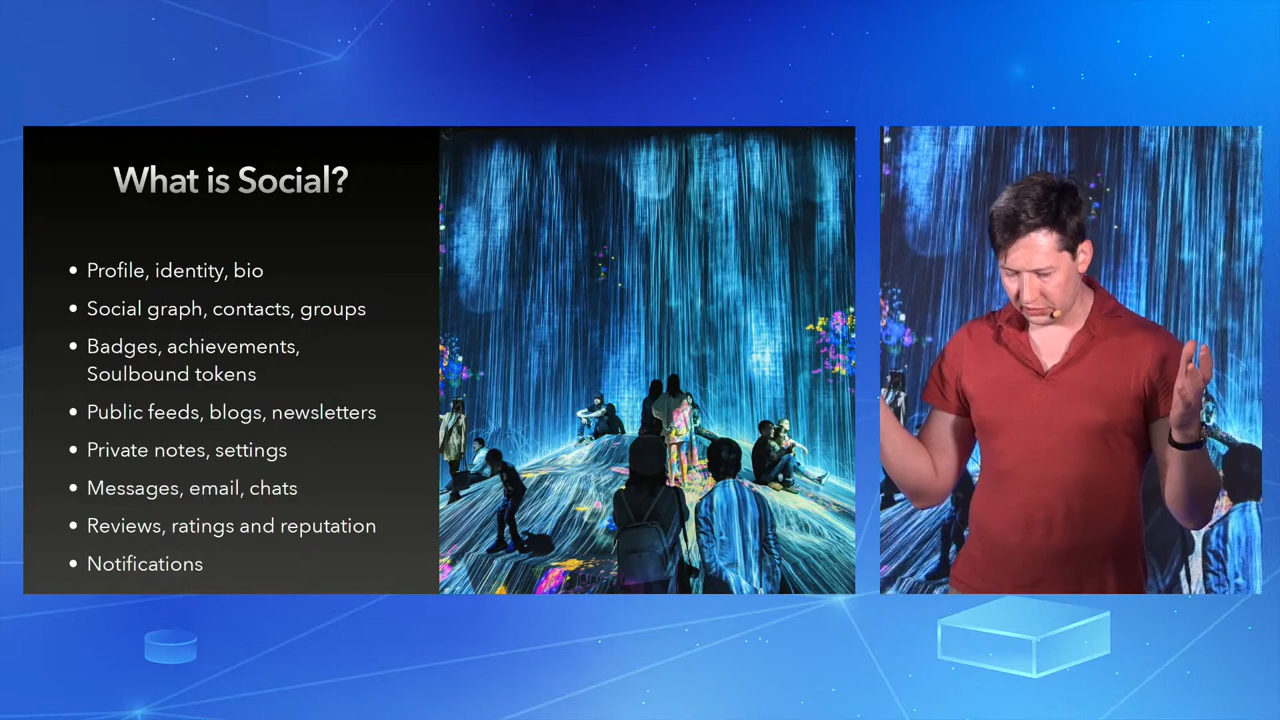 What is Social?
• Profile, identity, bio
• Social graph, contacts, groups
• Badges, achievements,
Soulbound tokens
• Public feeds, blogs, newsletters
• Private notes, settings
• Messages, email, chats
• Reviews, ratings and reputation
• Notifications